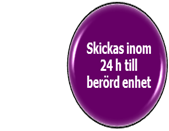 Skickas inom
24 h till
berörd enhet